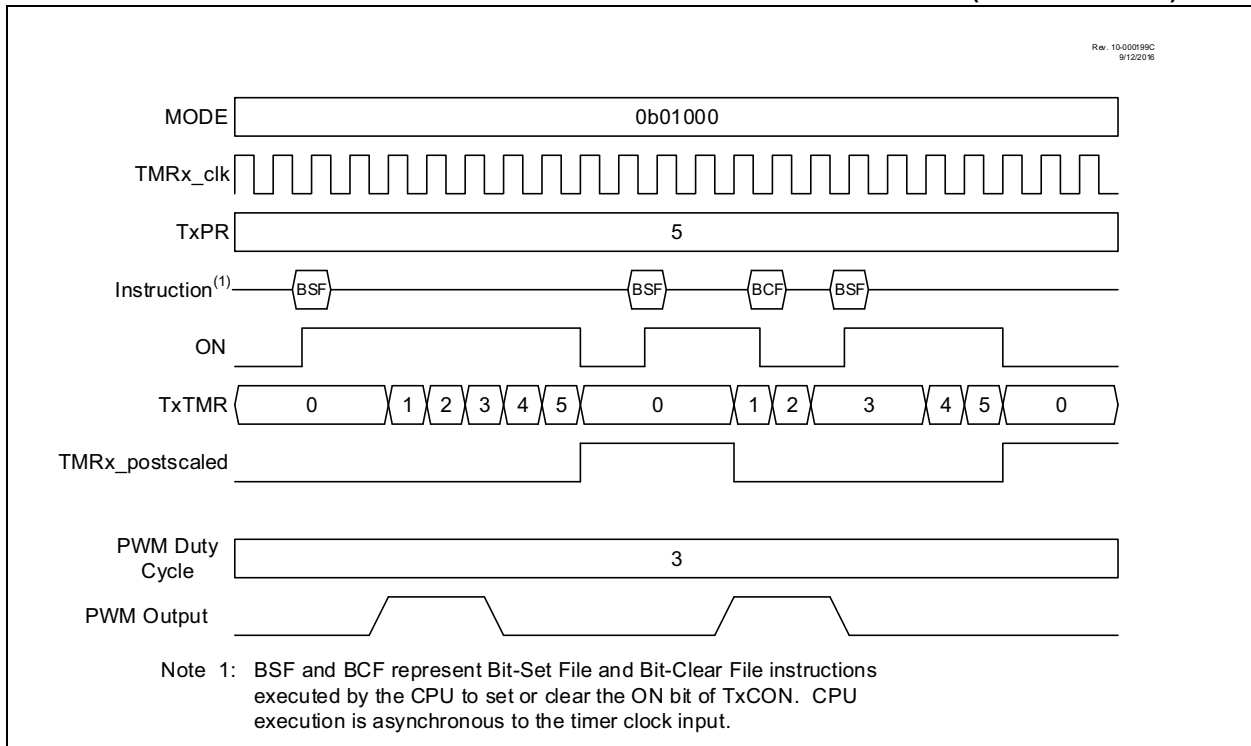 Rev. 10-000199C
9/12/2016
MODE 0b01000
TMRx_clk
TxPR 5
Instruction(1) BSF BSF BCF BSF
ON
TxTMR 0 1 2 3 4 5 0 1 2 3 4 5 0
TMRx_postscaled
PWM Duty
Cycle 3
PWM Output
Note 1: BSF and BCF represent Bit-Set File and Bit-Clear File instructions
executed by the CPU to set or clear the ON bit of TxCON. CPU
execution is asynchronous to the timer clock input.